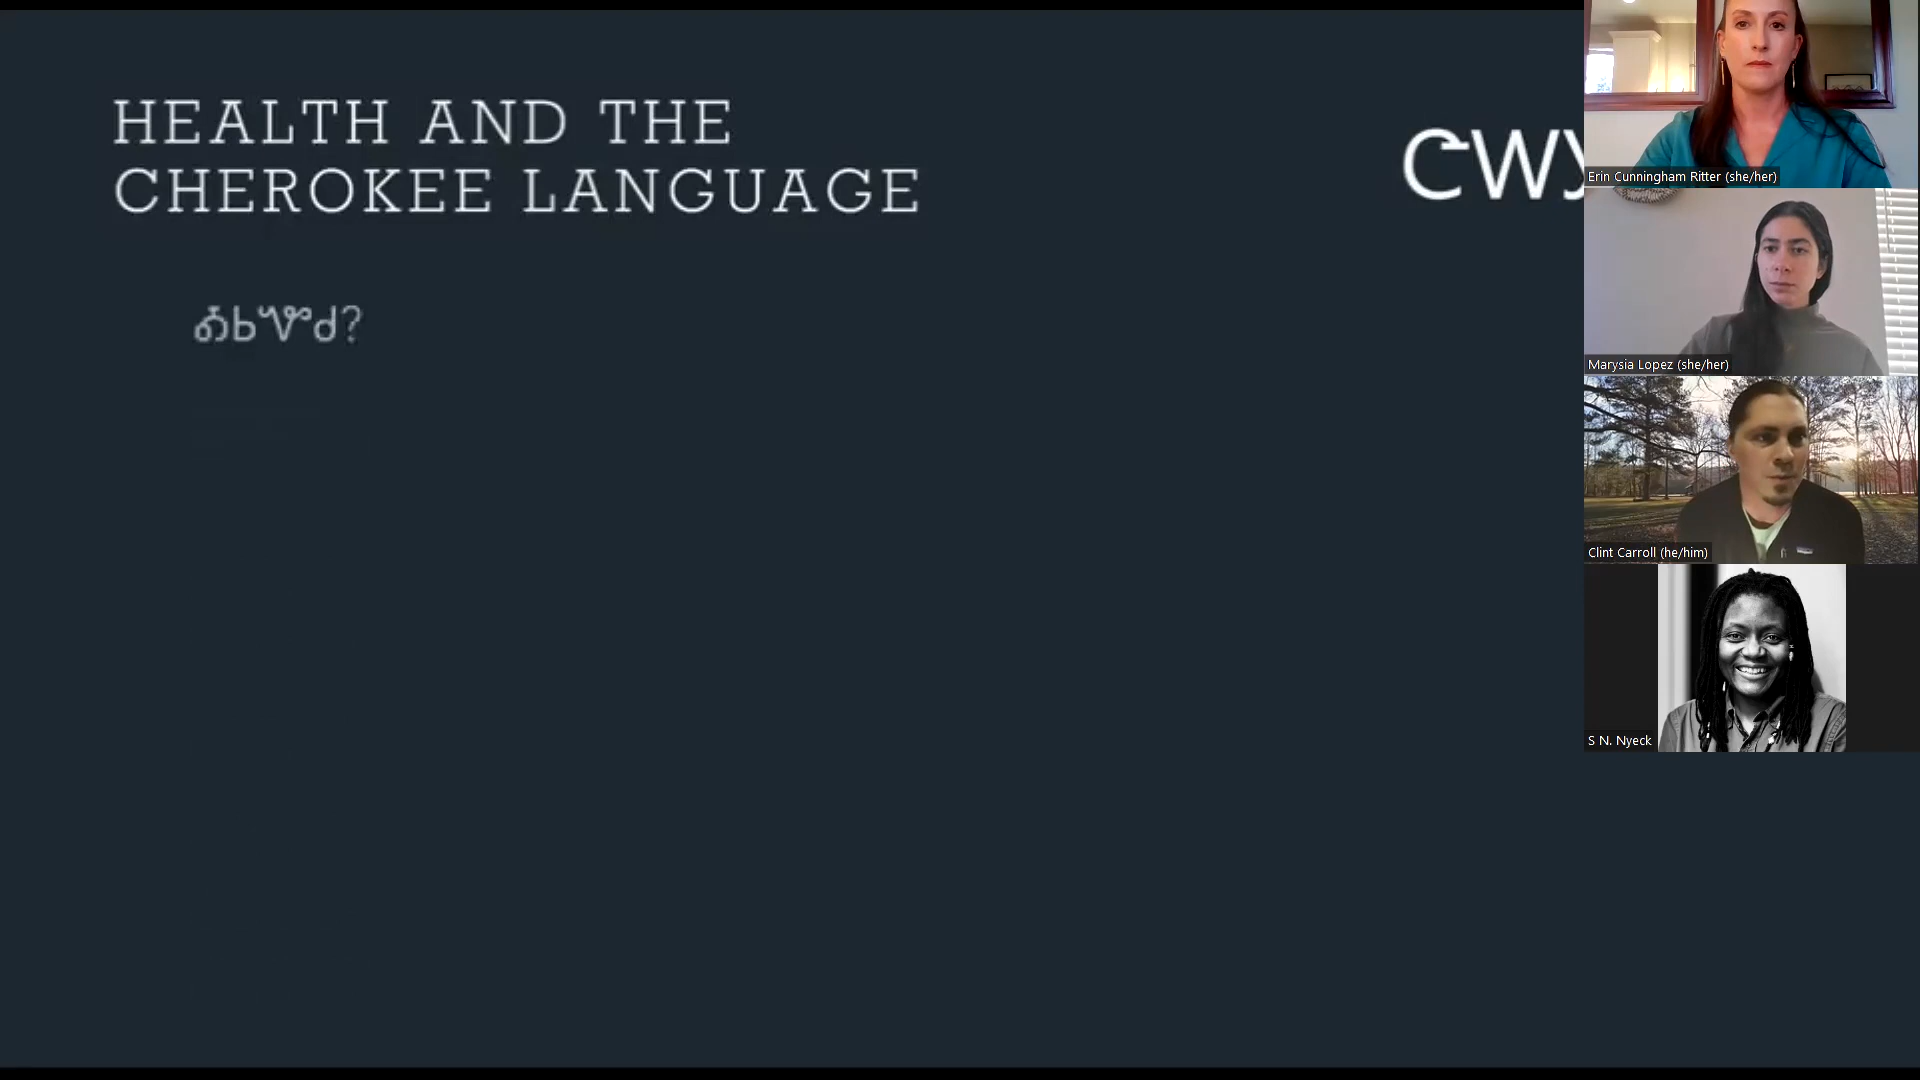 HEALTH AND THE
CHEROKEE LANGUAGE
ᏣᎳᎩ
ᎣᏏᏉᏧ?
Erin Cunningham Ritter (she/her)
Marysia Lopez (she/her)
Clint Carroll (he/him)
S N. Nyeck